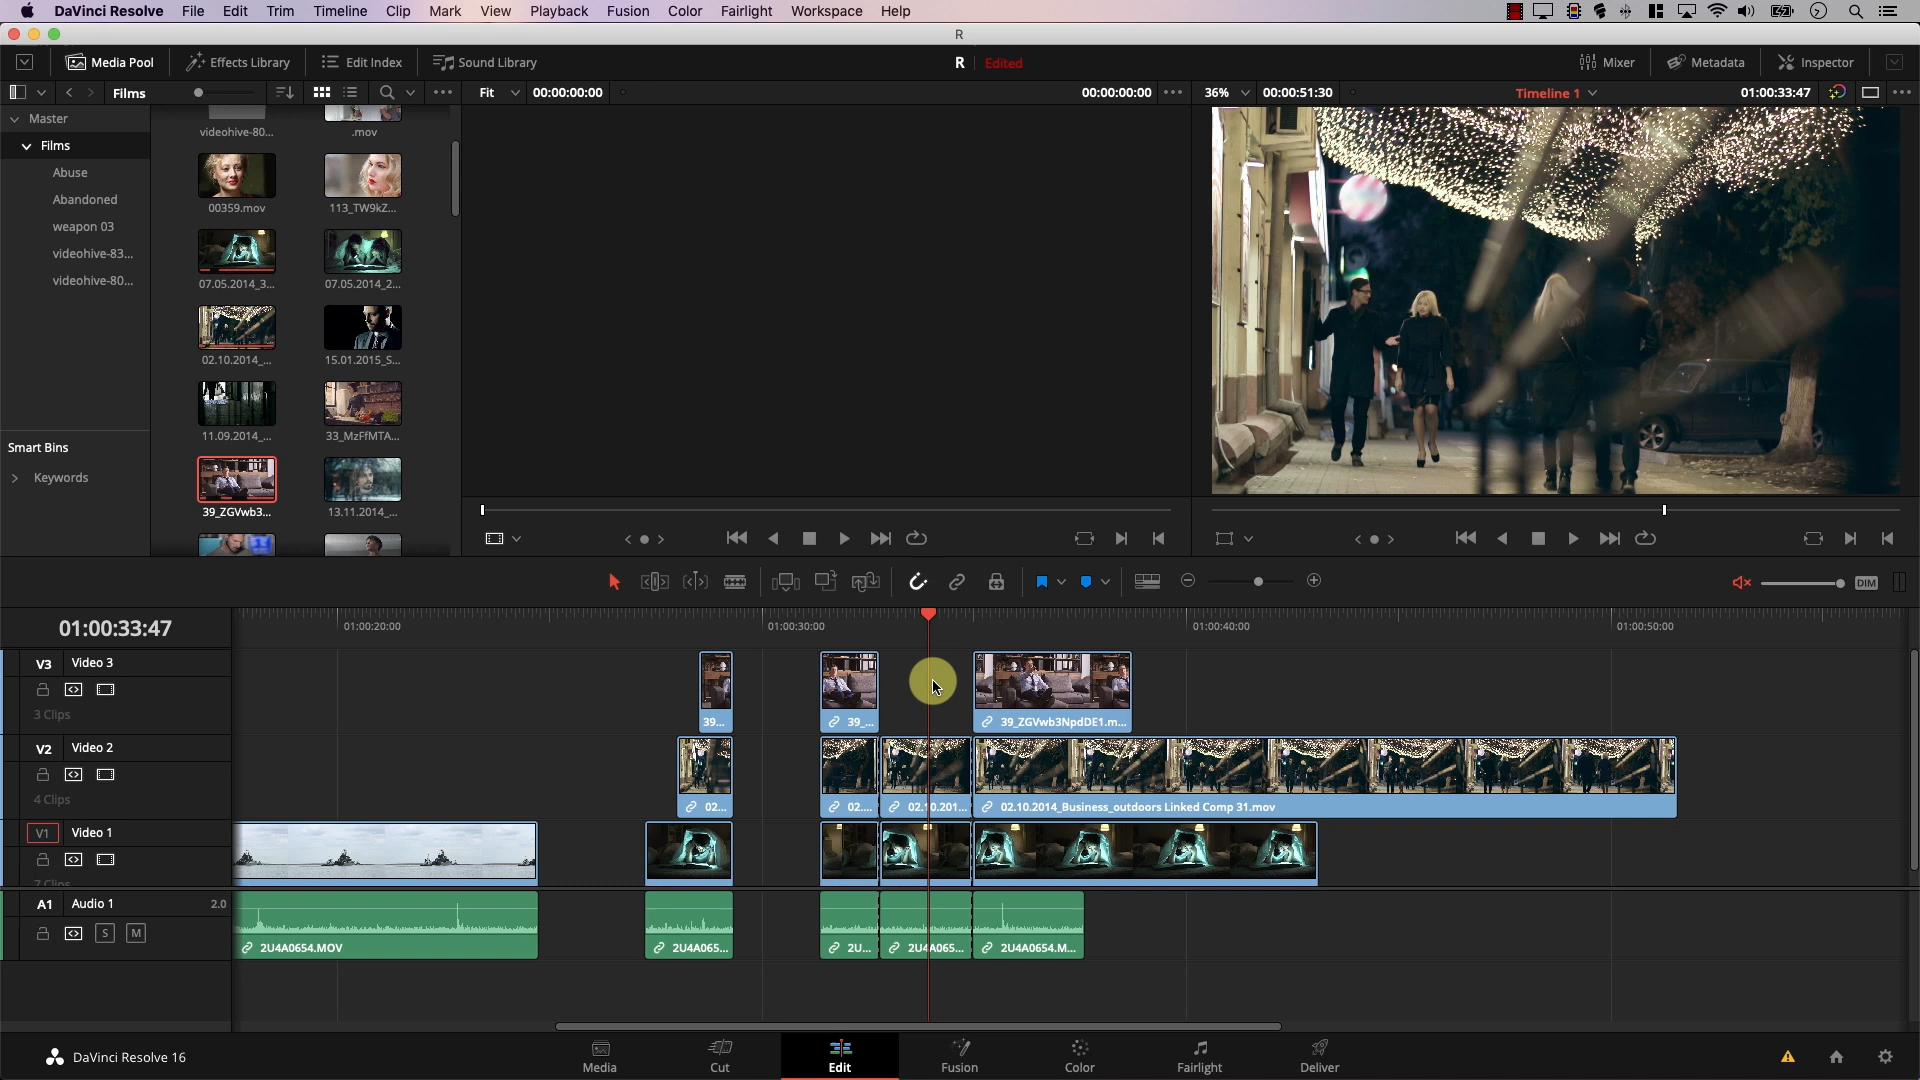 DaVinci Resolve File Edit Trim Timeline Clip Mark View Playback Fusion Color Fairlight Workspace Help
R
Media Pool Effects Library Edit Index Sound Library R Edited Mixer Metadata Inspector
Films Fit 00:00:00:00 00:00:00:00 36% 00:00:51:30 Timeline 1 01:00:33:47
Master
videohive-80... .mov
Films
Abuse
Abandoned
00359.mov 113_TW9kZ...
weapon 03
videohive-83...
videohive-80...
07.05.2014_3... 07.05.2014_2...
02.10.2014_... 15.01.2015_S...
11.09.2014_... 33_MzFfMTA...
Smart Bins
Keywords
39_ZGVwb3... 13.11.2014_...
DIM
01:00:33:47 01:00:20:00 01:00:30:00 01:00:40:00 01:00:50:00
V3 Video 3
3 Clips
39... 39_... 39_ZGVwb3NpdDE1.m...
V2 Video 2
4 Clips
02... 02.... 02.10.201... 02.10.2014_Business_outdoors Linked Comp 31.mov
V1 Video 1
7 Clips
A1 Audio 1 2.0
S M
2U4A0654.MOV 2U4A065... 2U... 2U4A065... 2U4A0654.M...
DaVinci Resolve 16 Media Cut Edit Fusion Color Fairlight Deliver